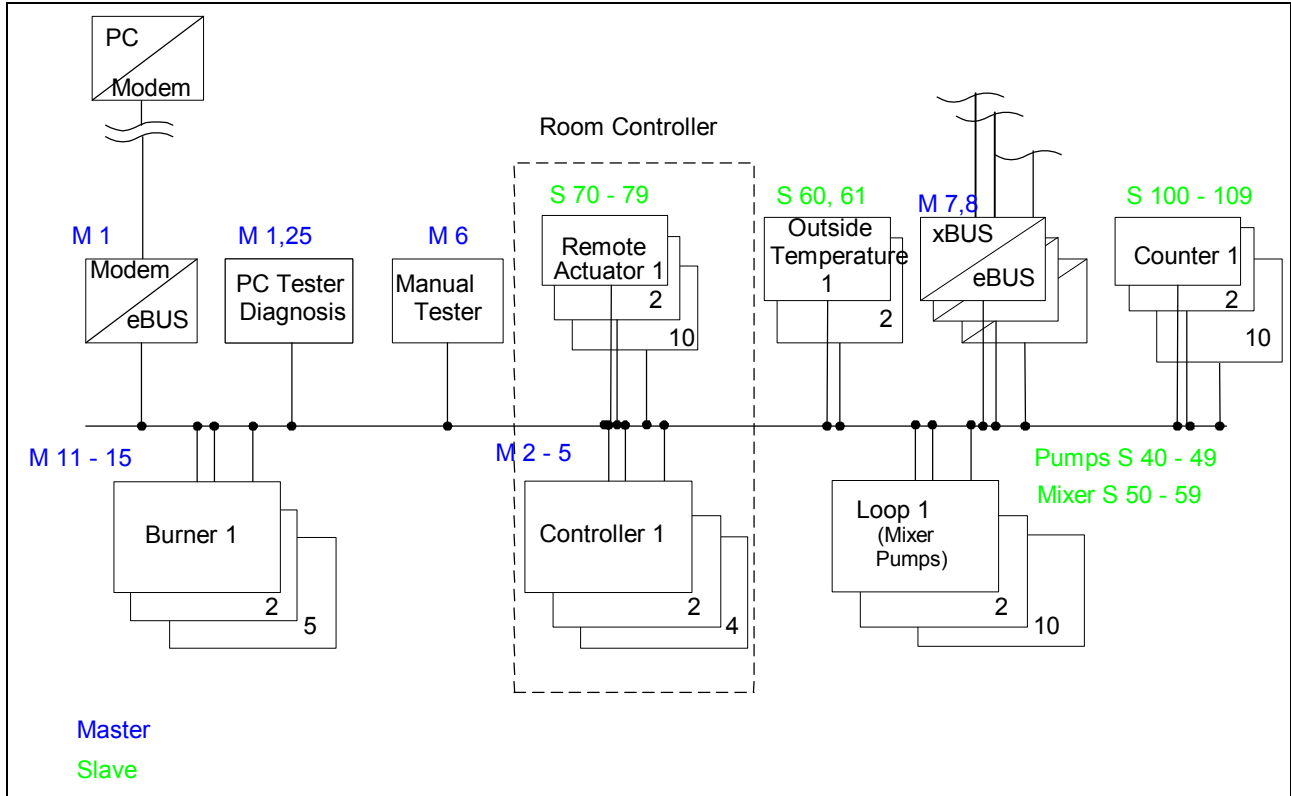 PC
Modem
Room Controller
M 1
Modem
eBUS
M 1,25
PC Tester
Diagnosis
M 6
Manual
Tester
S 70 - 79
Remote
Actuator 1
2
10
S 60, 61
Outside
Temperature
1
2
M 7,8
xBUS
eBUS
S 100 - 109
Counter 1
2
10
M 11 - 15
Burner 1
2
5
M 2 - 5
Controller 1
2
4
Loop 1
(Mixer
Pumps)
2
10
Pumps S 40 - 49
Mixer S 50 - 59
Master
Slave